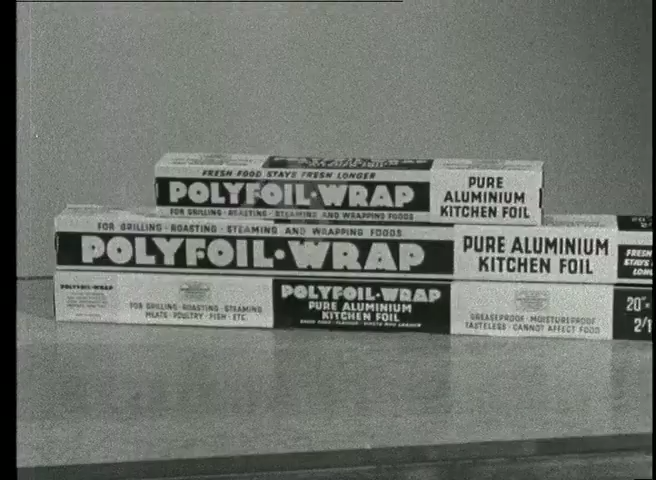 FRESH FOOD STAYS FRESH LONGER
POLYFOIL·WRAP
FOR GRILLING · ROASTING · STEAMING AND WRAPPING FOODS
PURE
ALUMINIUM
KITCHEN FOIL
FOR GRILLING · ROASTING · STEAMING AND WRAPPING FOODS
POLYFOIL·WRAP
PURE ALUMINIUM
KITCHEN FOIL
FRESH
STAYS
LON
POLYFOIL·WRAP
FOR GRILLING · ROASTING · STEAMING
MEATS · POULTRY · FISH · ETC.
POLYFOIL·WRAP
PURE ALUMINIUM
KITCHEN FOIL
GREASEPROOF · MOISTUREPROOF
TASTELESS · CANNOT AFFECT FOOD
20"
2/1